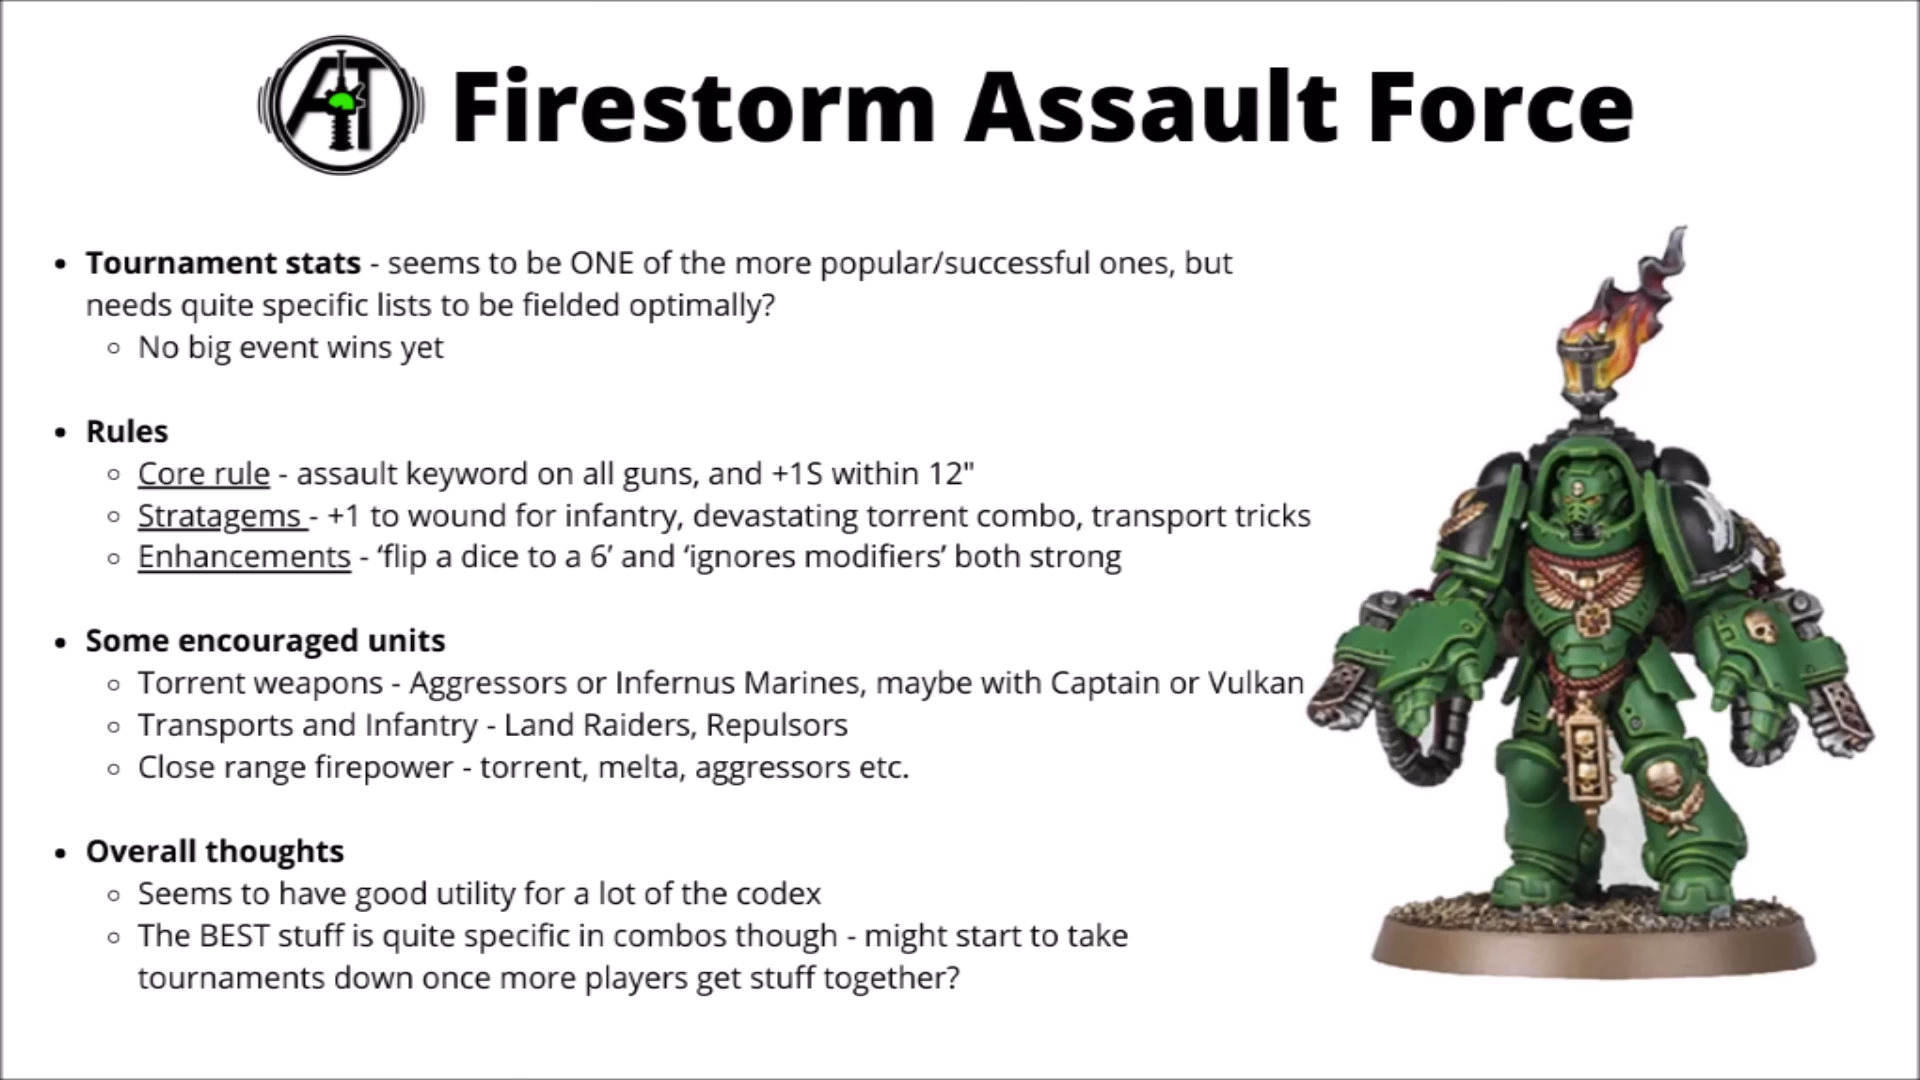 AT
Firestorm Assault Force
• Tournament stats - seems to be ONE of the more popular/successful ones, but
needs quite specific lists to be fielded optimally?
◦ No big event wins yet
• Rules
◦ Core rule - assault keyword on all guns, and +1S within 12"
◦ Stratagems - +1 to wound for infantry, devastating torrent combo, transport tricks
◦ Enhancements - ‘flip a dice to a 6’ and ‘ignores modifiers’ both strong
• Some encouraged units
◦ Torrent weapons - Aggressors or Infernus Marines, maybe with Captain or Vulkan
◦ Transports and Infantry - Land Raiders, Repulsors
◦ Close range firepower - torrent, melta, aggressors etc.
• Overall thoughts
◦ Seems to have good utility for a lot of the codex
◦ The BEST stuff is quite specific in combos though - might start to take
tournaments down once more players get stuff together?